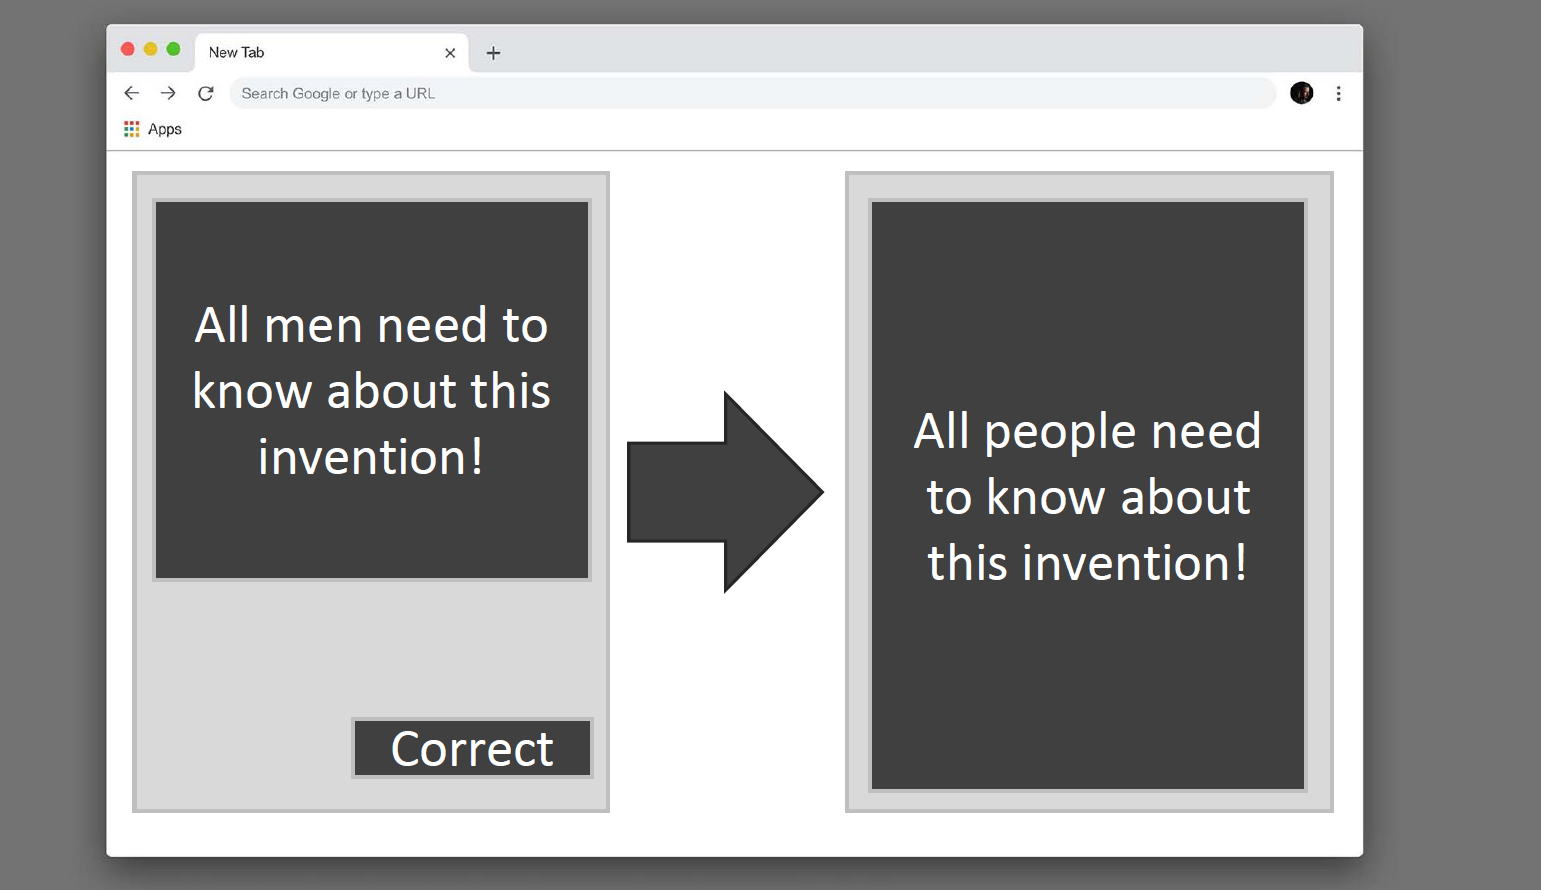 New Tab
Search Google or type a URL
Apps
All men need to
know about this
invention!
Correct
All people need
to know about
this invention!